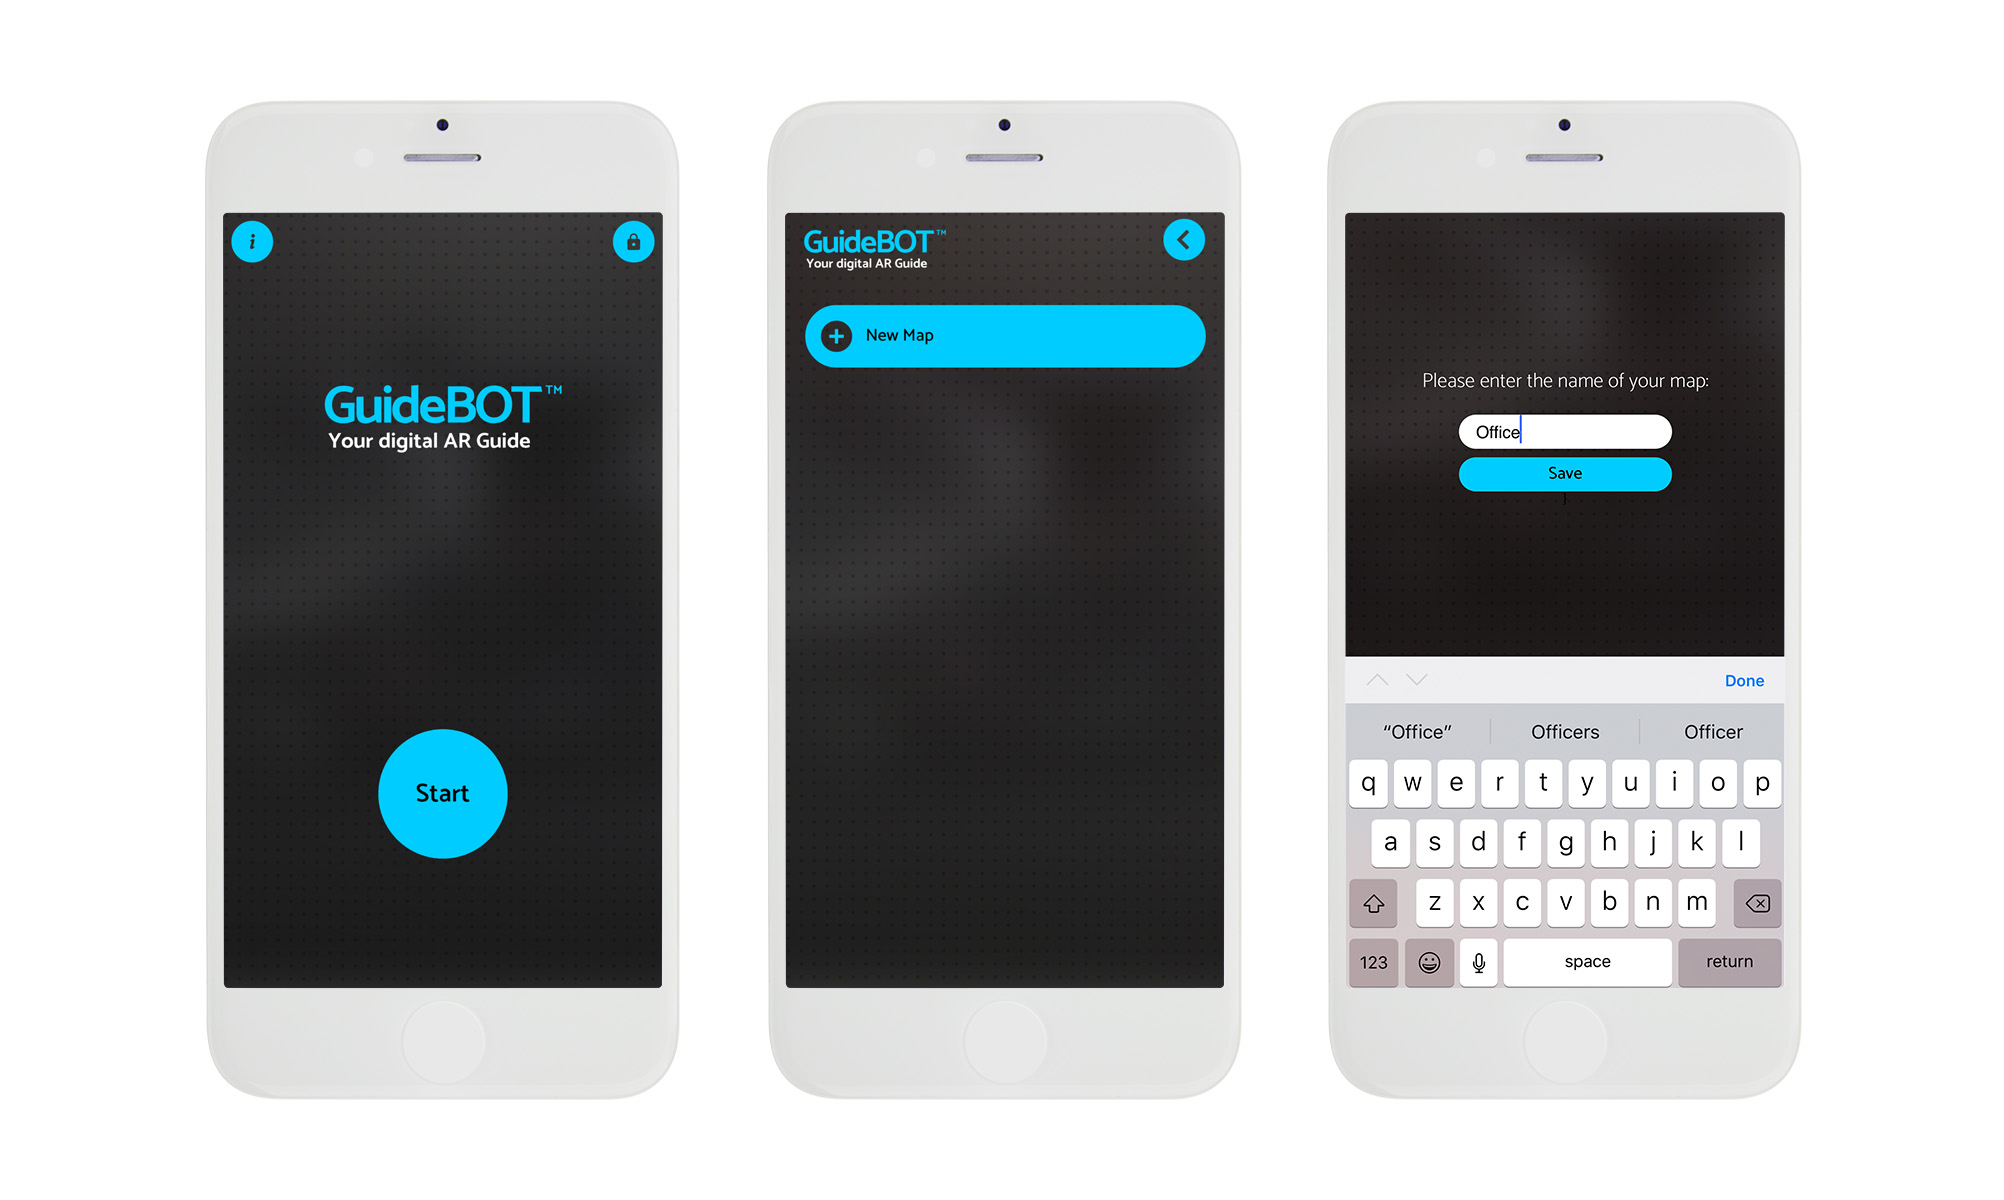 i
GuideBOT™
Your digital AR Guide
Start
GuideBOT™
Your digital AR Guide
New Map
Please enter the name of your map:
Office
Save
Done
“Office” Officers Officer
q w e r t y u i o p
a s d f g h j k l
z x c v b n m
123 space return